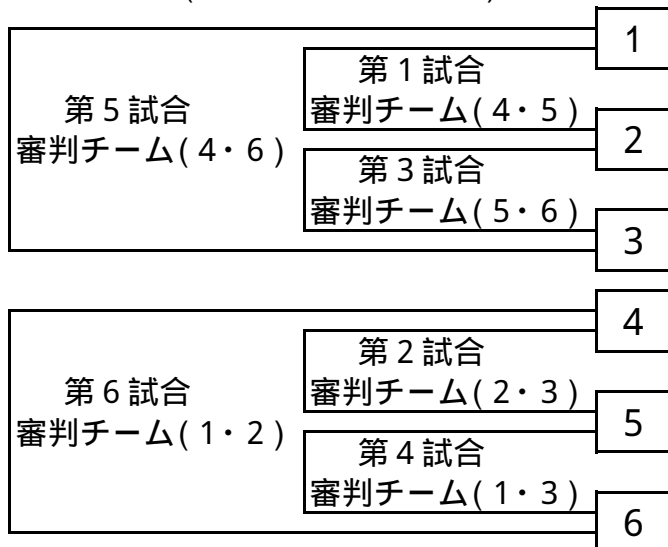 1
第１試合
審判チーム(４・５)
第５試合
審判チーム(４・６)
2
第３試合
審判チーム(５・６)
3
4
第２試合
審判チーム(２・３)
第６試合
審判チーム(１・２)
5
第４試合
審判チーム(１・３)
6